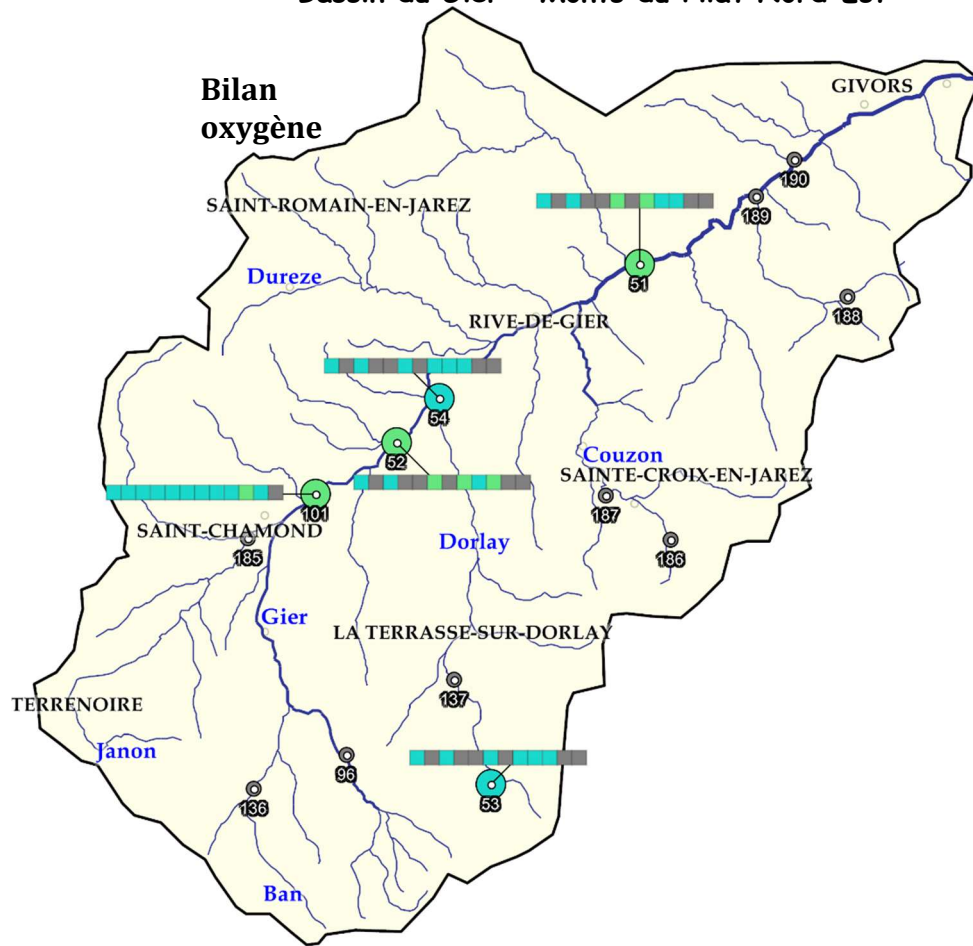 Bilan
oxygène
GIVORS
190
SAINT-ROMAIN-EN-JAREZ
189
Dureze
51
188
RIVE-DE-GIER
54
52
Couzon
SAINTE-CROIX-EN-JAREZ
101
187
SAINT-CHAMOND
Dorlay
185
186
Gier
LA TERRASSE-SUR-DORLAY
137
TERRENOIRE
Janon
96
136
53
Ban